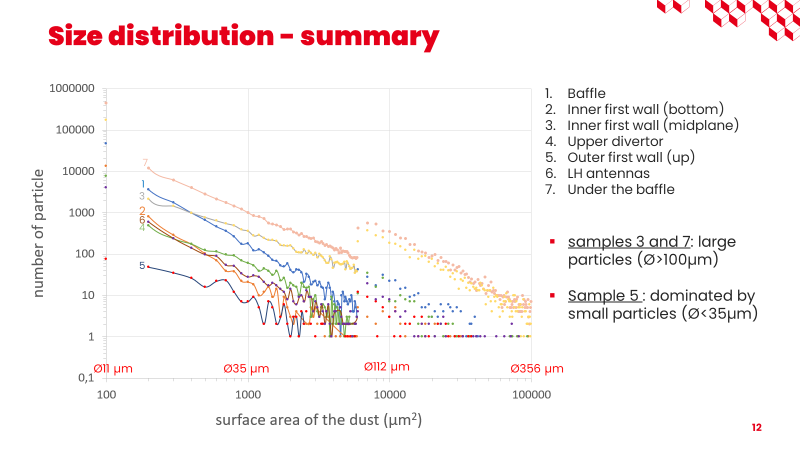 Size distribution – summary
1000000
100000
10000
1000
100
10
1
0,1
number of particle
7
1
3
2
6
4
5
Ø11 µm
Ø35 µm
Ø112 µm
Ø356 µm
100
1000
10000
100000
surface area of the dust (µm²)
1. Baffle
2. Inner first wall (bottom)
3. Inner first wall (midplane)
4. Upper divertor
5. Outer first wall (up)
6. LH antennas
7. Under the baffle
▪ samples 3 and 7: large
particles (Ø>100µm)
▪ Sample 5 : dominated by
small particles (Ø<35µm)
12